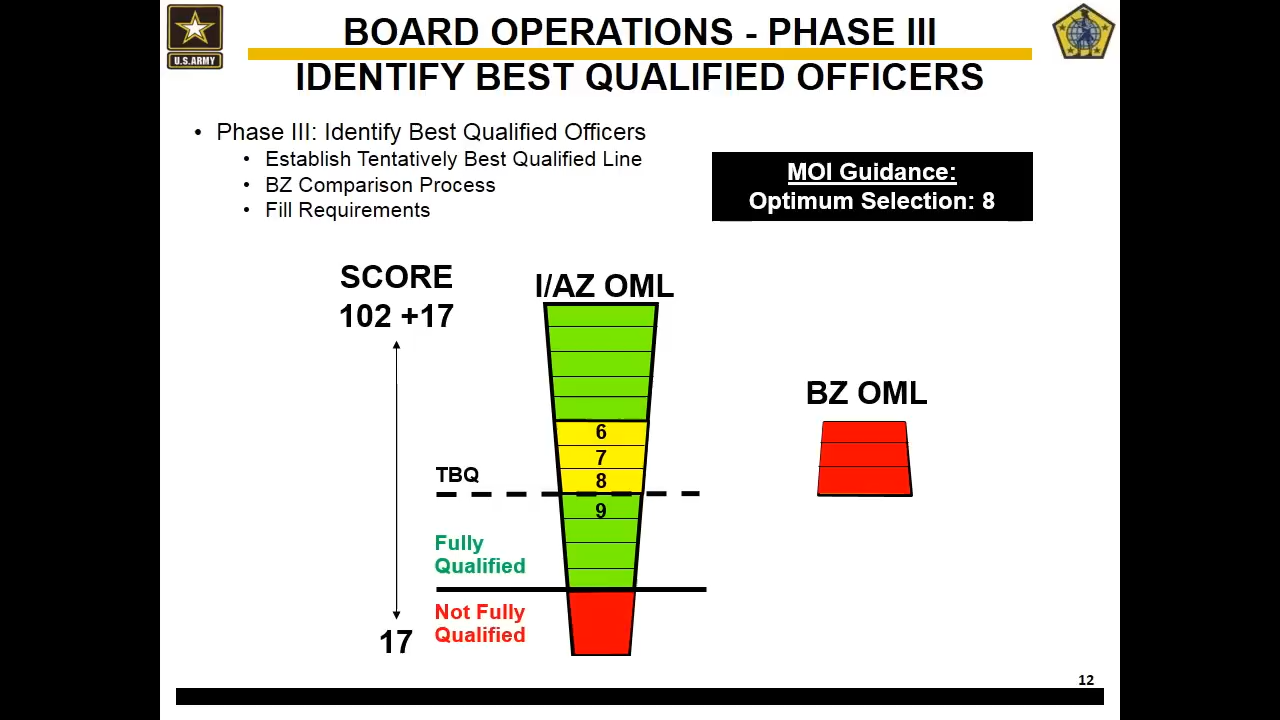 BOARD OPERATIONS - PHASE III
IDENTIFY BEST QUALIFIED OFFICERS
U.S.ARMY
• Phase III: Identify Best Qualified Officers
• Establish Tentatively Best Qualified Line
• BZ Comparison Process
• Fill Requirements
MOI Guidance:
Optimum Selection: 8
SCORE
102 +17
I/AZ OML
BZ OML
6
7
8
TBQ
9
Fully
Qualified
Not Fully
Qualified
17
12